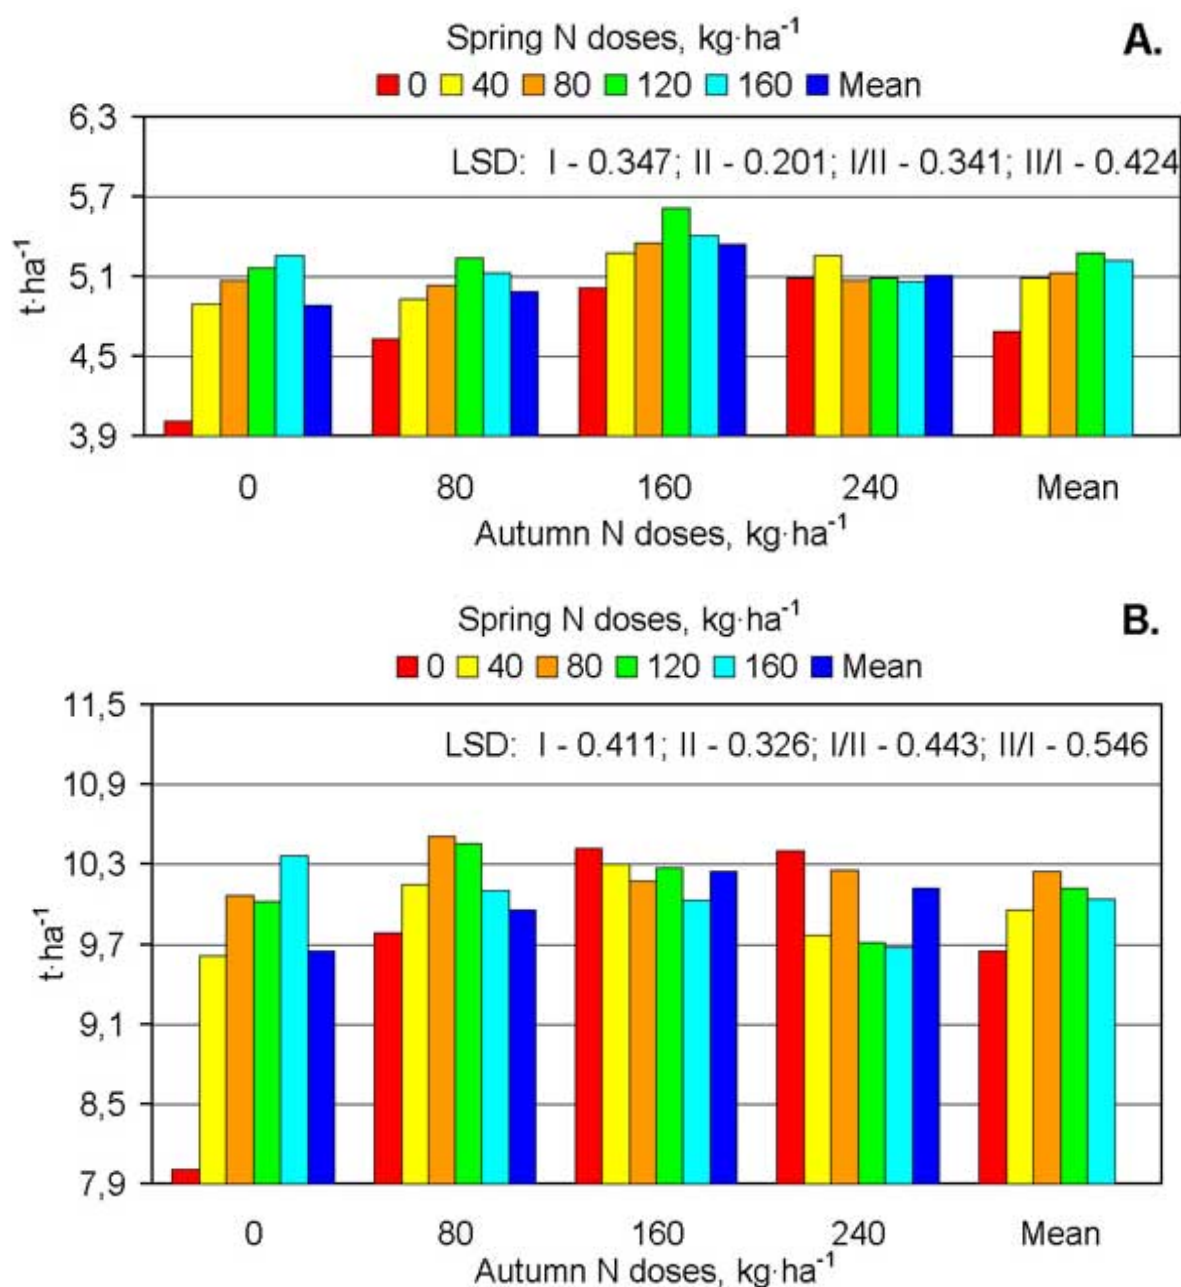 Spring N doses, kg·ha⁻¹
A.
0 40 80 120 160 Mean
6,3
LSD: I - 0.347; II - 0.201; I/II - 0.341; II/I - 0.424
5,7
5,1
4,5
3,9
t·ha⁻¹
0 80 160 240 Mean
Autumn N doses, kg·ha⁻¹
Spring N doses, kg·ha⁻¹
B.
0 40 80 120 160 Mean
11,5
LSD: I - 0.411; II - 0.326; I/II - 0.443; II/I - 0.546
10,9
10,3
9,7
9,1
8,5
7,9
t·ha⁻¹
0 80 160 240 Mean
Autumn N doses, kg·ha⁻¹